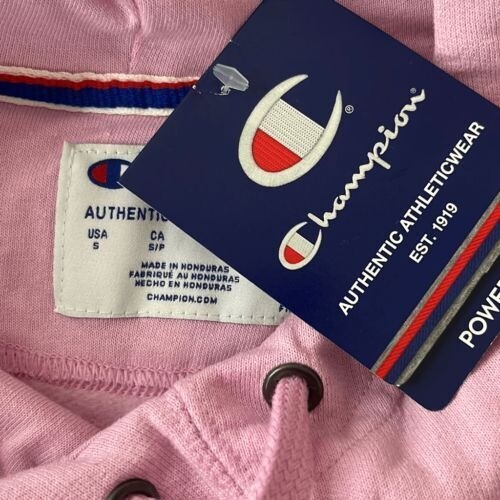 Champion
®
AUTHENTIC ATHLETICWEAR
EST. 1919
AUTHENTIC
USA CA
S S/P
MADE IN HONDURAS
FABRIQUÉ AU HONDURAS
HECHO EN HONDURAS
CHAMPION.COM